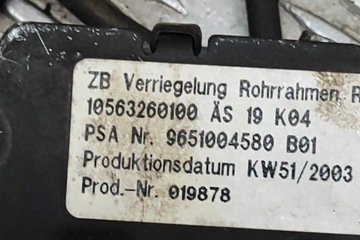 ZB Verriegelung Rohrrahmen R
10563260100 ÄS 19 K04
PSA Nr. 9651004580 B01
Produktionsdatum KW51/2003
Prod.-Nr. 019878